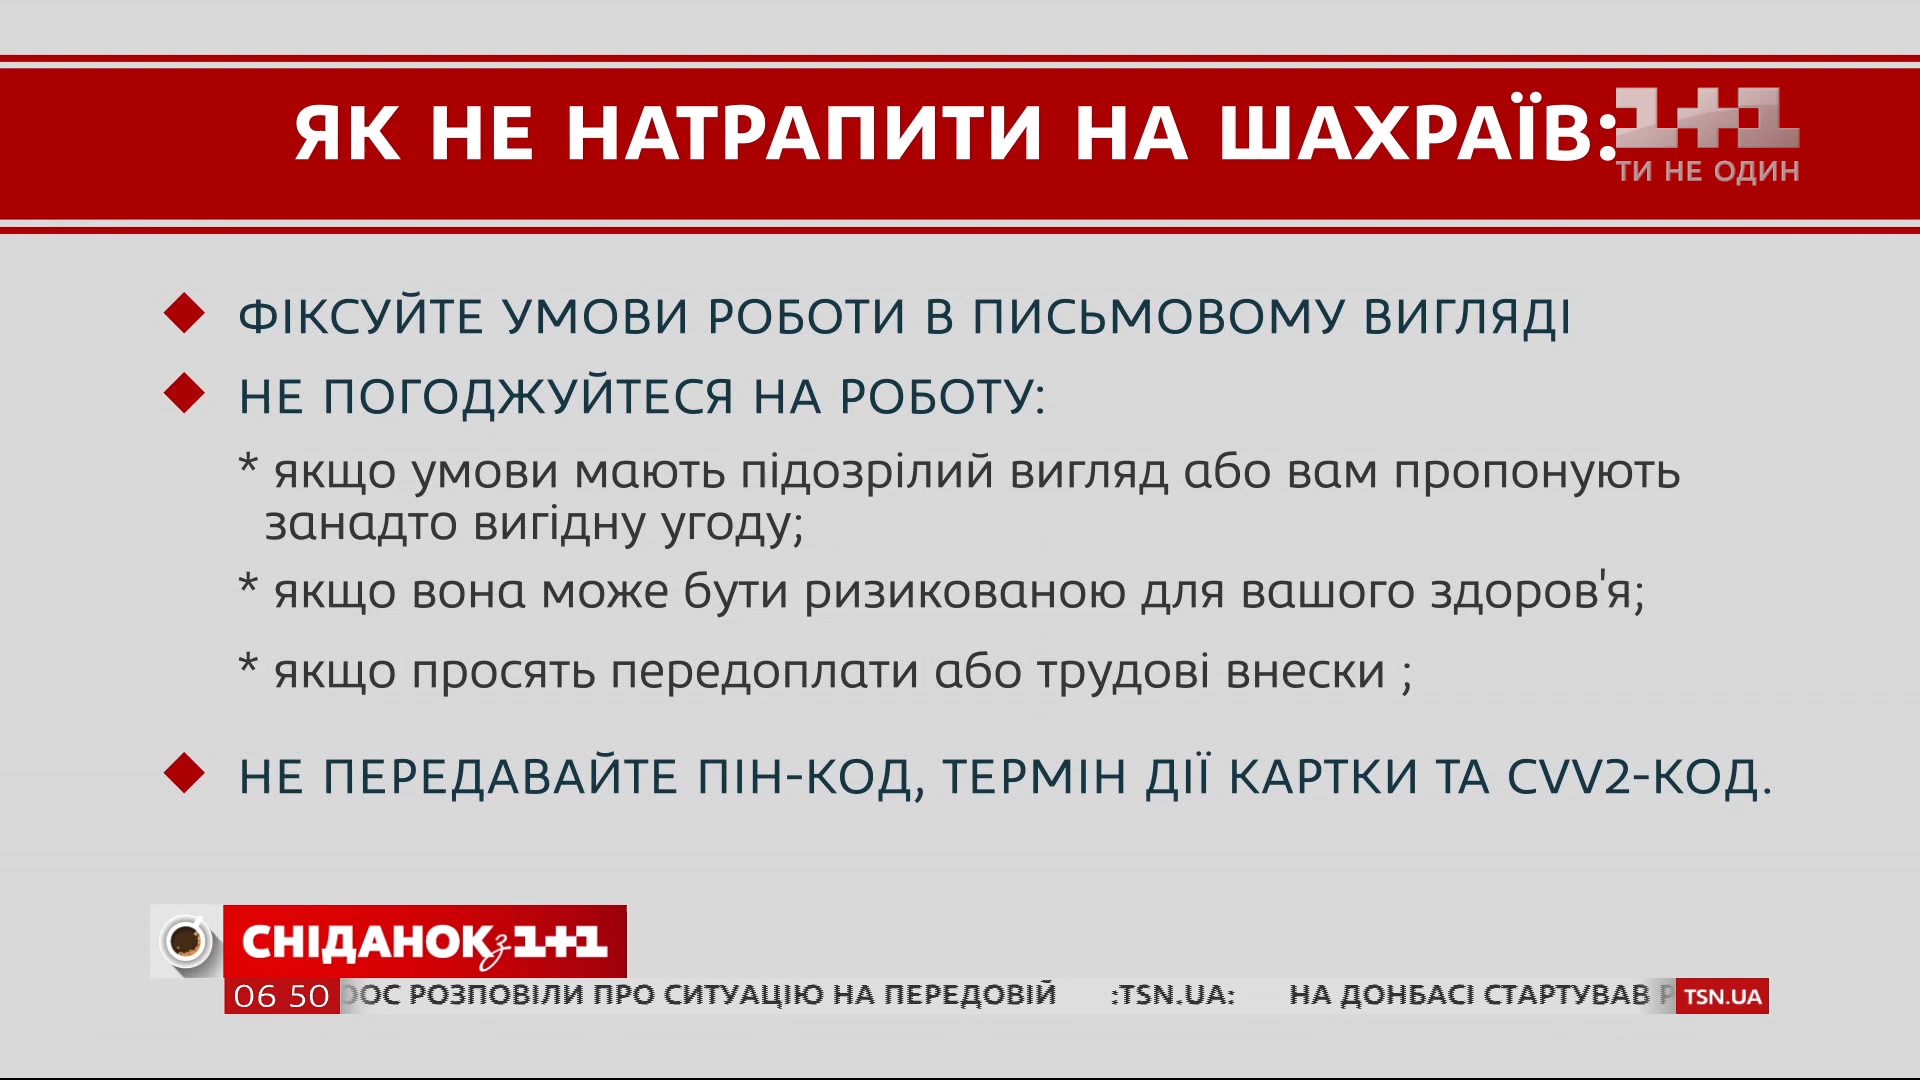 ЯК НЕ НАТРАПИТИ НА ШАХРАЇВ:
1+1
ТИ НЕ ОДИН
ФІКСУЙТЕ УМОВИ РОБОТИ В ПИСЬМОВОМУ ВИГЛЯДІ
НЕ ПОГОДЖУЙТЕСЯ НА РОБОТУ:
* якщо умови мають підозрілий вигляд або вам пропонують
занадто вигідну угоду;
* якщо вона може бути ризикованою для вашого здоров'я;
* якщо просять передоплати або трудові внески ;
НЕ ПЕРЕДАВАЙТЕ ПІН-КОД, ТЕРМІН ДІЇ КАРТКИ ТА CVV2-КОД.
СНІДАНОК з 1+1
06 50 РОЗПОВІЛИ ПРО СИТУАЦІЮ НА ПЕРЕДОВІЙ :TSN.UA: НА ДОНБАСІ СТАРТУВАВ TSN.UA